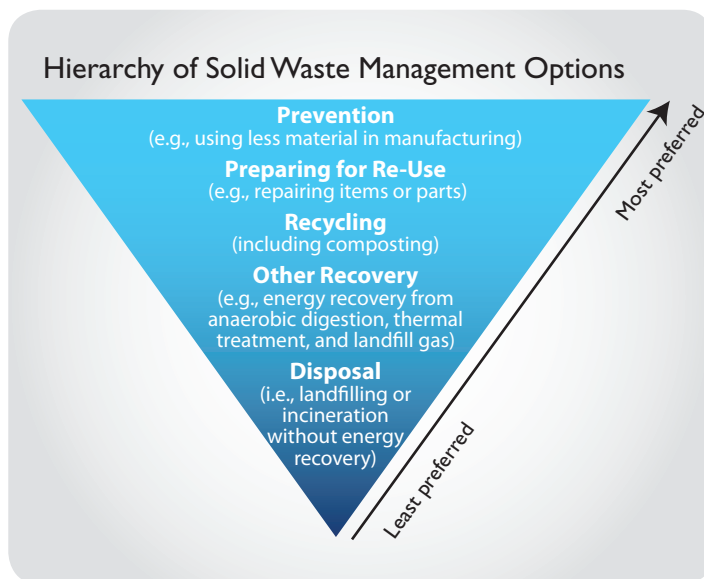 Hierarchy of Solid Waste Management Options
Prevention
(e.g., using less material in manufacturing)
Preparing for Re-Use
(e.g., repairing items or parts)
Recycling
(including composting)
Other Recovery
(e.g., energy recovery from
anaerobic digestion, thermal
treatment, and landfill gas)
Disposal
(i.e., landfilling or
incineration
without energy
recovery)
Most preferred
Least preferred